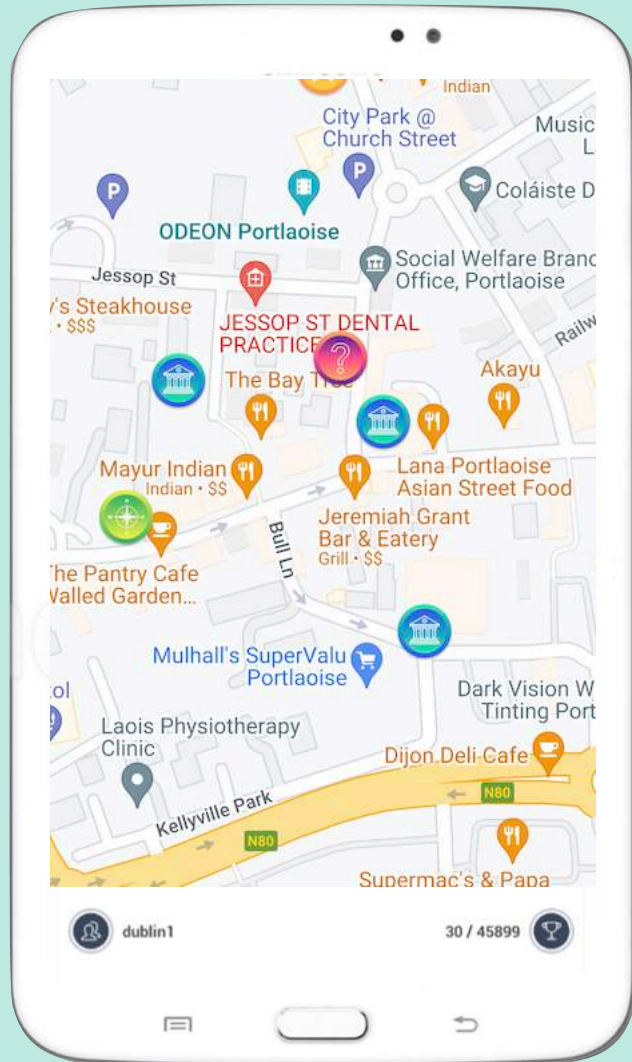 Indian
City Park @
Church Street
Music
L
P
P
Coláiste D
ODEON Portlaoise
Social Welfare Branc
Office, Portlaoise
Jessop St
y's Steakhouse
· $$$
JESSOP ST DENTAL
PRACTICE
Railw
?
The Bay Tree
Akayu
Mayur Indian
Indian · $$
Lana Portlaoise
Asian Street Food
Jeremiah Grant
Bar & Eatery
Grill · $$
Bull Ln
The Pantry Cafe
Walled Garden...
Mulhall's SuperValu
Portlaoise
Dark Vision W
Tinting Port
ol
Laois Physiotherapy
Clinic
Dijon Deli Cafe
N80
Kellyville Park
N80
Supermac's & Papa
dublin1
30 / 45899